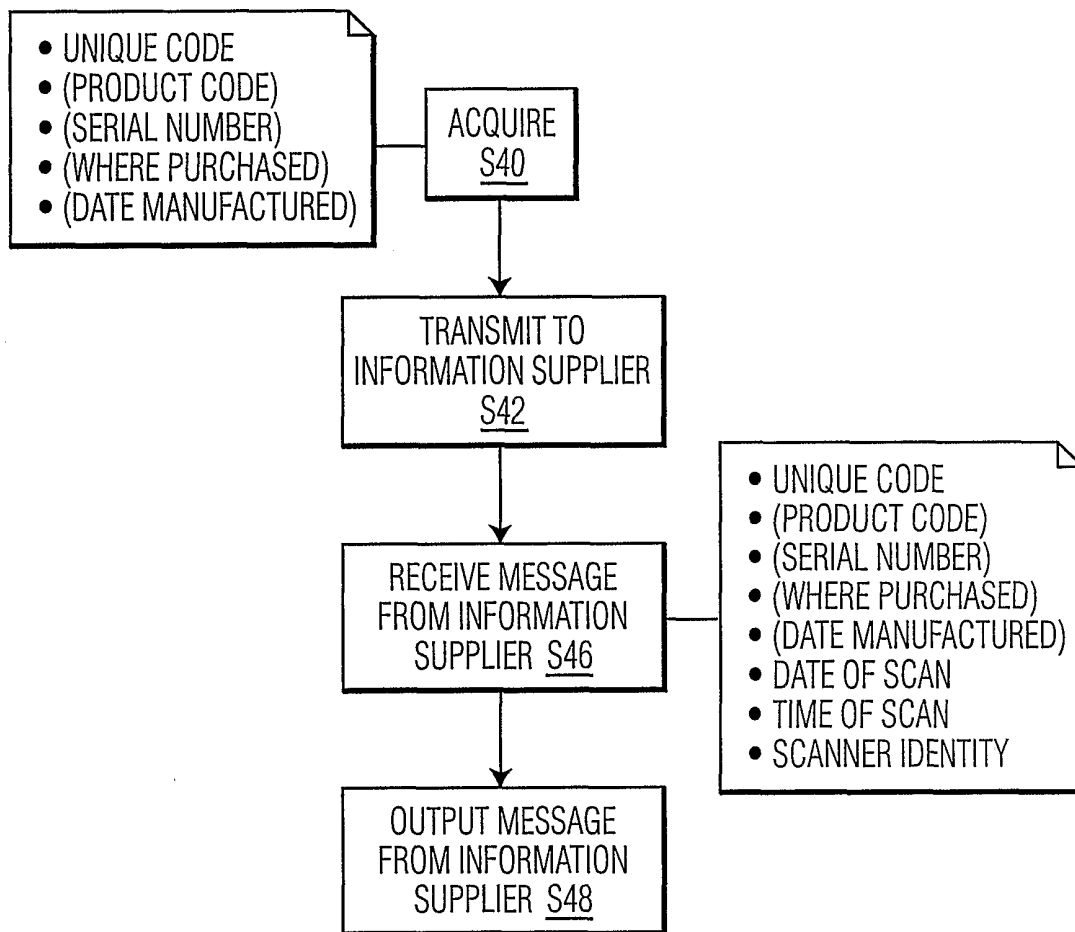 • UNIQUE CODE
• (PRODUCT CODE)
• (SERIAL NUMBER)
• (WHERE PURCHASED)
• (DATE MANUFACTURED)
ACQUIRE
S40
TRANSMIT TO
INFORMATION SUPPLIER
S42
RECEIVE MESSAGE
FROM INFORMATION
SUPPLIER S46
• UNIQUE CODE
• (PRODUCT CODE)
• (SERIAL NUMBER)
• (WHERE PURCHASED)
• (DATE MANUFACTURED)
• DATE OF SCAN
• TIME OF SCAN
• SCANNER IDENTITY
OUTPUT MESSAGE
FROM INFORMATION
SUPPLIER S48